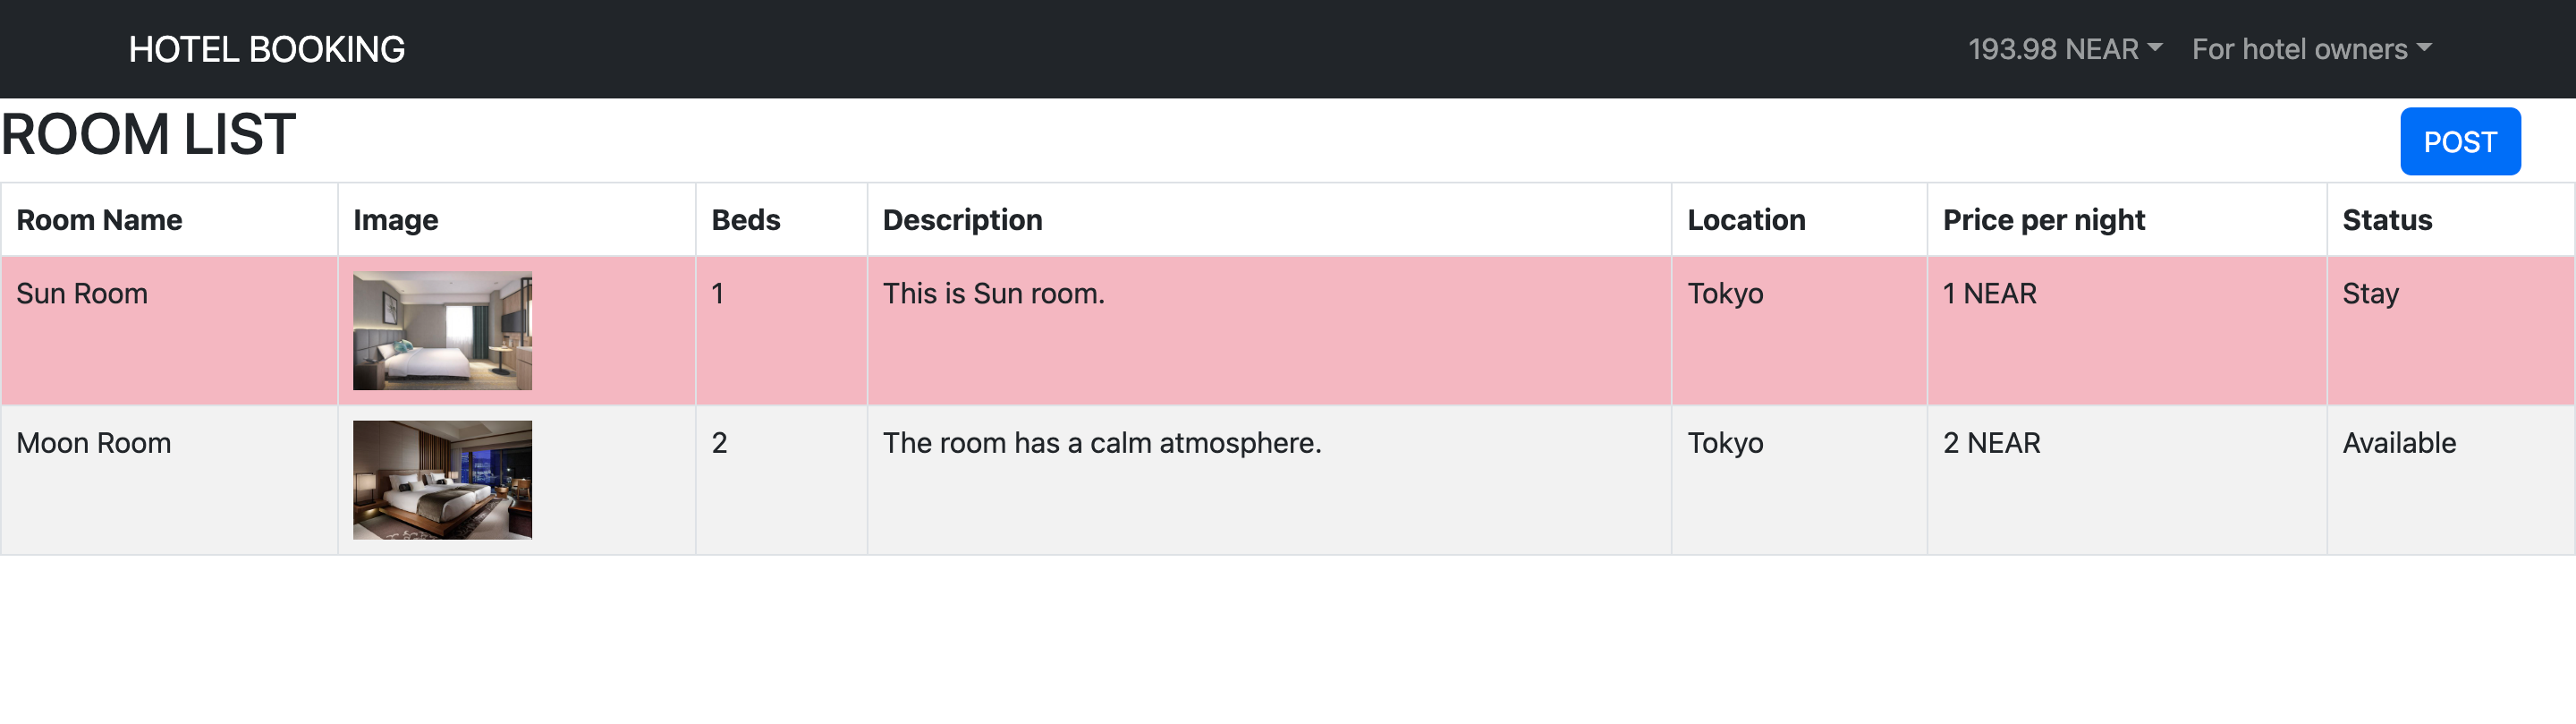 HOTEL BOOKING 193.98 NEAR For hotel owners
ROOM LIST POST
Room Name Image Beds Description Location Price per night Status
Sun Room 1 This is Sun room. Tokyo 1 NEAR Stay
Moon Room 2 The room has a calm atmosphere. Tokyo 2 NEAR Available